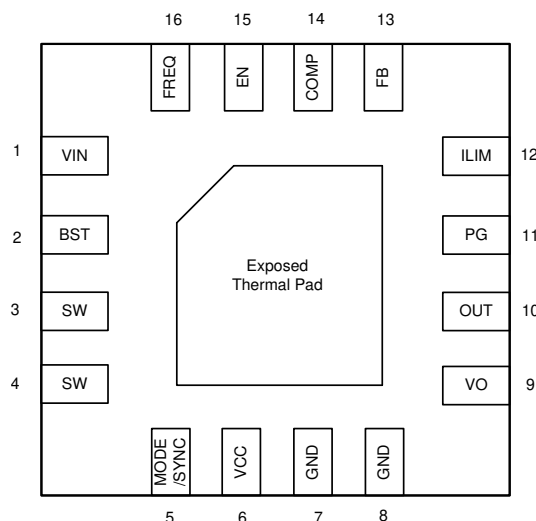 16 15 14 13
FREQ EN COMP FB
1 VIN ILIM 12
2 BST PG 11
Exposed
Thermal Pad
3 SW OUT 10
4 SW VO 9
MODE
/SYNC VCC GND GND
5 6 7 8